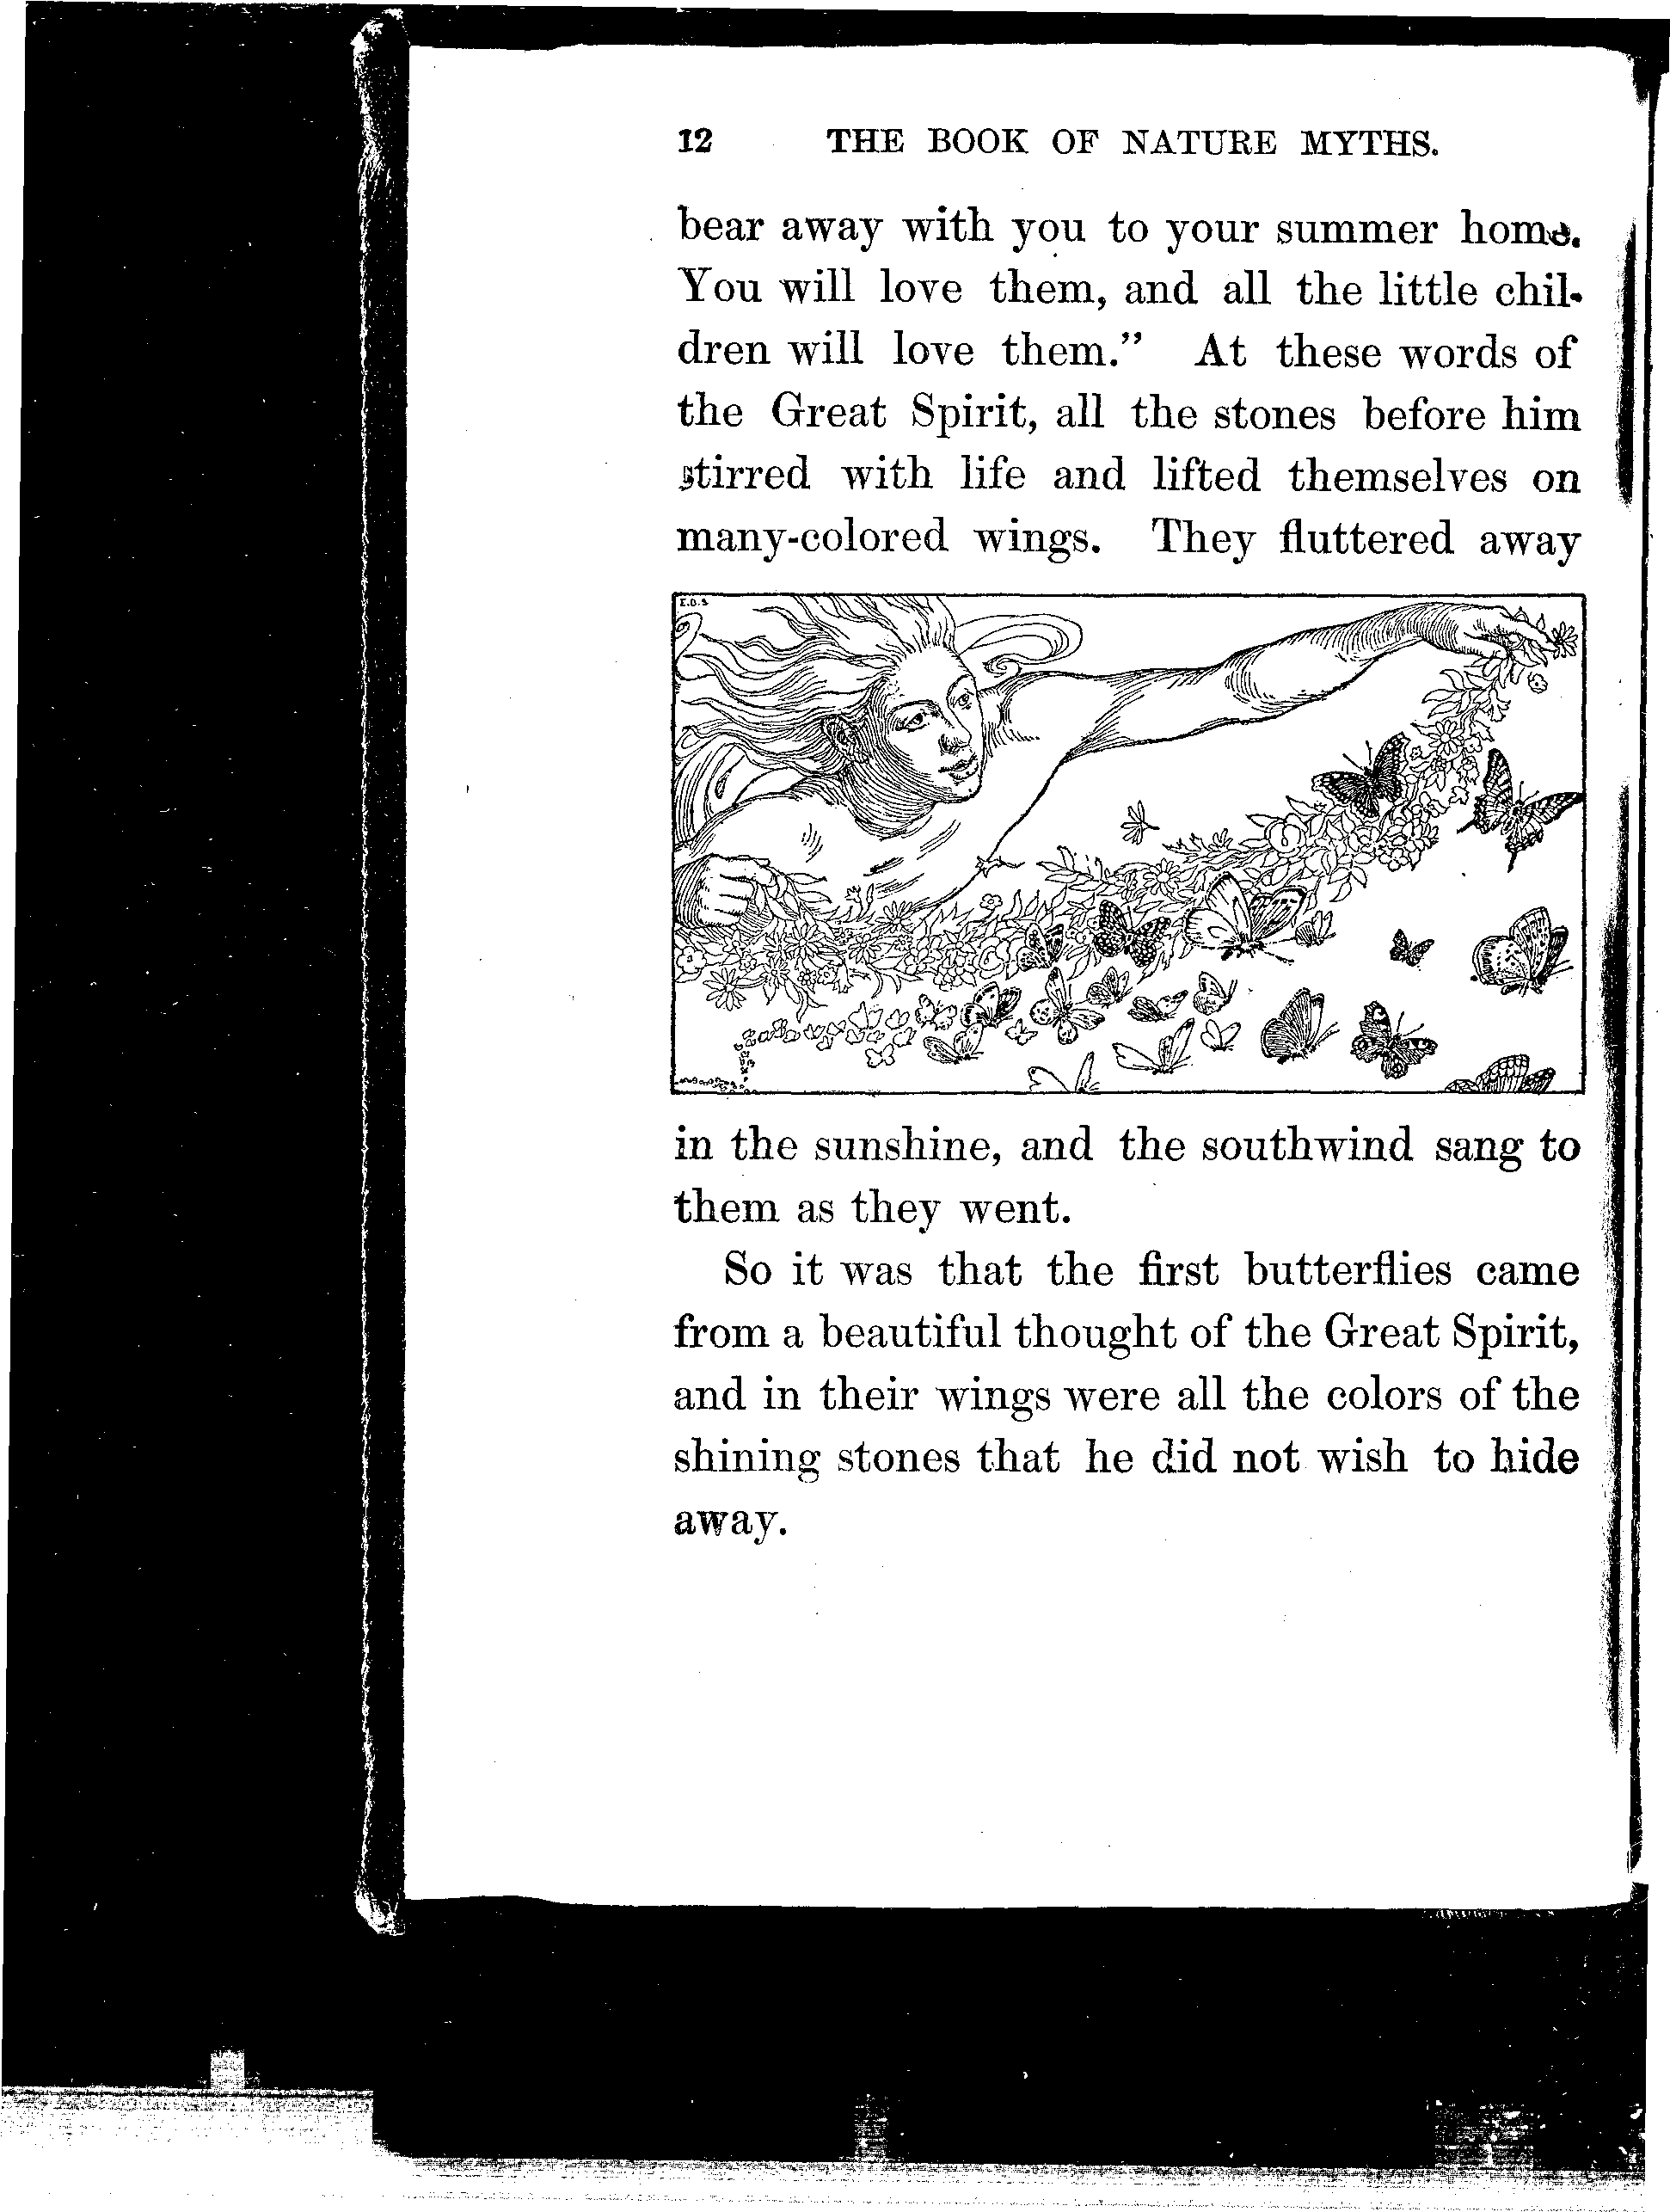 12 THE BOOK OF NATURE MYTHS.
bear away with you to your summer home.
You will love them, and all the little chil-
dren will love them.” At these words of
the Great Spirit, all the stones before him
stirred with life and lifted themselves on
many-colored wings. They fluttered away
E.B.S
in the sunshine, and the southwind sang to
them as they went.
So it was that the first butterflies came
from a beautiful thought of the Great Spirit,
and in their wings were all the colors of the
shining stones that he did not wish to hide
away.